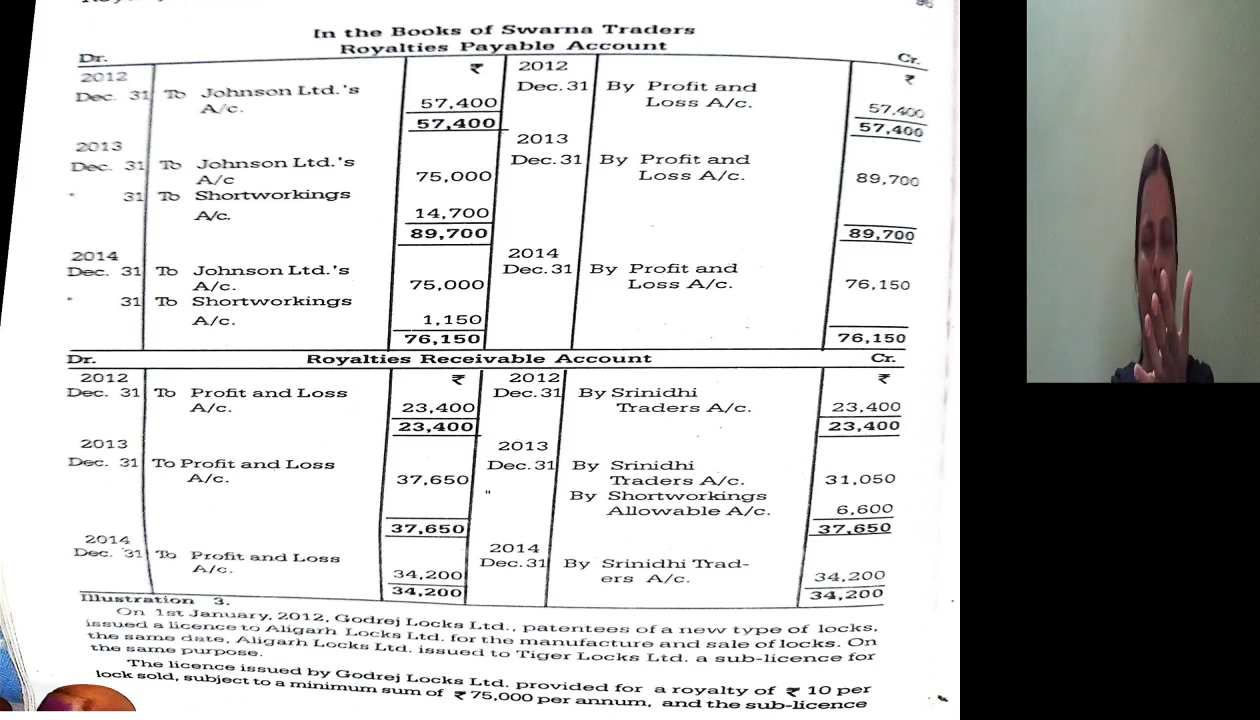 In the Books of Swarna Traders
Royalties Payable Account
Dr. Cr.
2012 ₹ 2012 ₹
Dec. 31 To Johnson Ltd.'s Dec. 31 By Profit and
A/c. 57,400 Loss A/c. 57,400
57,400 57,400
2013 2013
Dec. 31 To Johnson Ltd.'s Dec. 31 By Profit and
A/c 75,000 Loss A/c. 89,700
" 31 To Shortworkings
A/c. 14,700
89,700 89,700
2014 2014
Dec. 31 To Johnson Ltd.'s Dec. 31 By Profit and
A/c. 75,000 Loss A/c. 76,150
" 31 To Shortworkings
A/c. 1,150
76,150 76,150
Dr. Royalties Receivable Account Cr.
2012 ₹ 2012 ₹
Dec. 31 To Profit and Loss Dec. 31 By Srinidhi
A/c. 23,400 Traders A/c. 23,400
23,400 23,400
2013 2013
Dec. 31 To Profit and Loss Dec. 31 By Srinidhi
A/c. 37,650 Traders A/c. 31,050
" By Shortworkings
Allowable A/c. 6,600
37,650 37,650
2014 2014
Dec. 31 To Profit and Loss Dec. 31 By Srinidhi Trad-
A/c. 34,200 ers A/c. 34,200
34,200 34,200
Illustration 3.
On 1st January, 2012, Godrej Locks Ltd., patentees of a new type of locks,
issued a licence to Aligarh Locks Ltd. for the manufacture and sale of locks. On
the same date, Aligarh Locks Ltd. issued to Tiger Locks Ltd. a sub-licence for
the same purpose.
The licence issued by Godrej Locks Ltd. provided for a royalty of ₹ 10 per
lock sold, subject to a minimum sum of ₹ 75,000 per annum, and the sub-licence